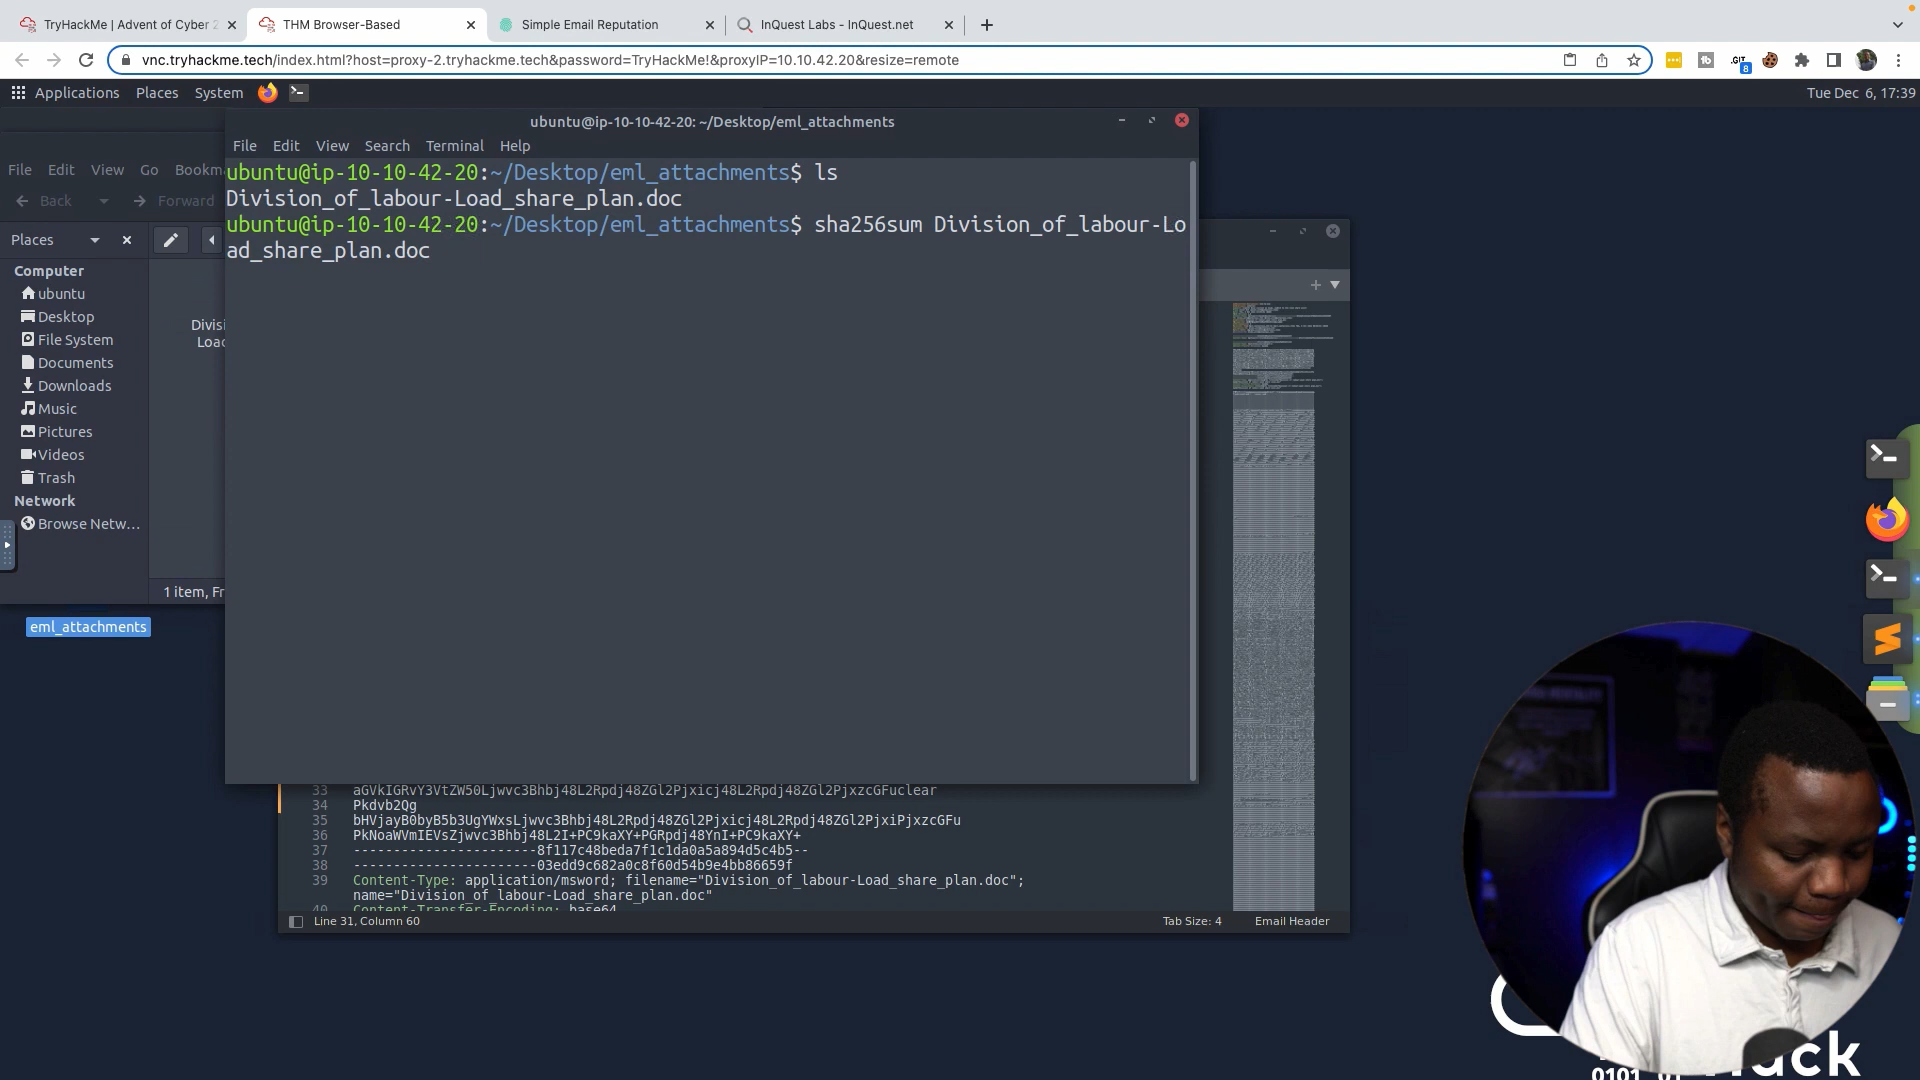 TryHackMe | Advent of Cyber 2
THM Browser-Based
Simple Email Reputation
InQuest Labs - InQuest.net
vnc.tryhackme.tech/index.html?host=proxy-2.tryhackme.tech&password=TryHackMe!&proxyIP=10.10.42.20&resize=remote
Applications Places System
Tue Dec 6, 17:39
ubuntu@ip-10-10-42-20: ~/Desktop/eml_attachments
File Edit View Search Terminal Help
ubuntu@ip-10-10-42-20:~/Desktop/eml_attachments$ ls
Division_of_labour-Load_share_plan.doc
ubuntu@ip-10-10-42-20:~/Desktop/eml_attachments$ sha256sum Division_of_labour-Lo
ad_share_plan.doc
File Edit View Go Bookm
Back Forward
Places
Computer
ubuntu
Desktop
File System
Documents
Downloads
Music
Pictures
Videos
Trash
Network
Browse Netw...
Divisi
Load
1 item, Fr
eml_attachments
33 aGVkIGRvY3VtZW50Ljwvc3Bhbj48L2Rpdj48ZGl2Pjxicj48L2Rpdj48ZGl2PjxzcGFuclear
34 Pkdvb2Qg
35 bHVjayB0byB5b3UgYWxsLjwvc3Bhbj48L2Rpdj48ZGl2Pjxicj48L2Rpdj48ZGl2PjxiPjxzcGFu
36 PkNoaWVmIEVsZjwvc3Bhbj48L2I+PC9kaXY+PGRpdj48YnI+PC9kaXY+
37 -----------------------8f117c48beda7f1c1da0a5a894d5c4b5--
38 -----------------------03edd9c682a0c8f60d54b9e4bb86659f
39 Content-Type: application/msword; filename="Division_of_labour-Load_share_plan.doc";
name="Division_of_labour-Load_share_plan.doc"
40 Content-Transfer-Encoding: base64
Line 31, Column 60
Tab Size: 4
Email Header